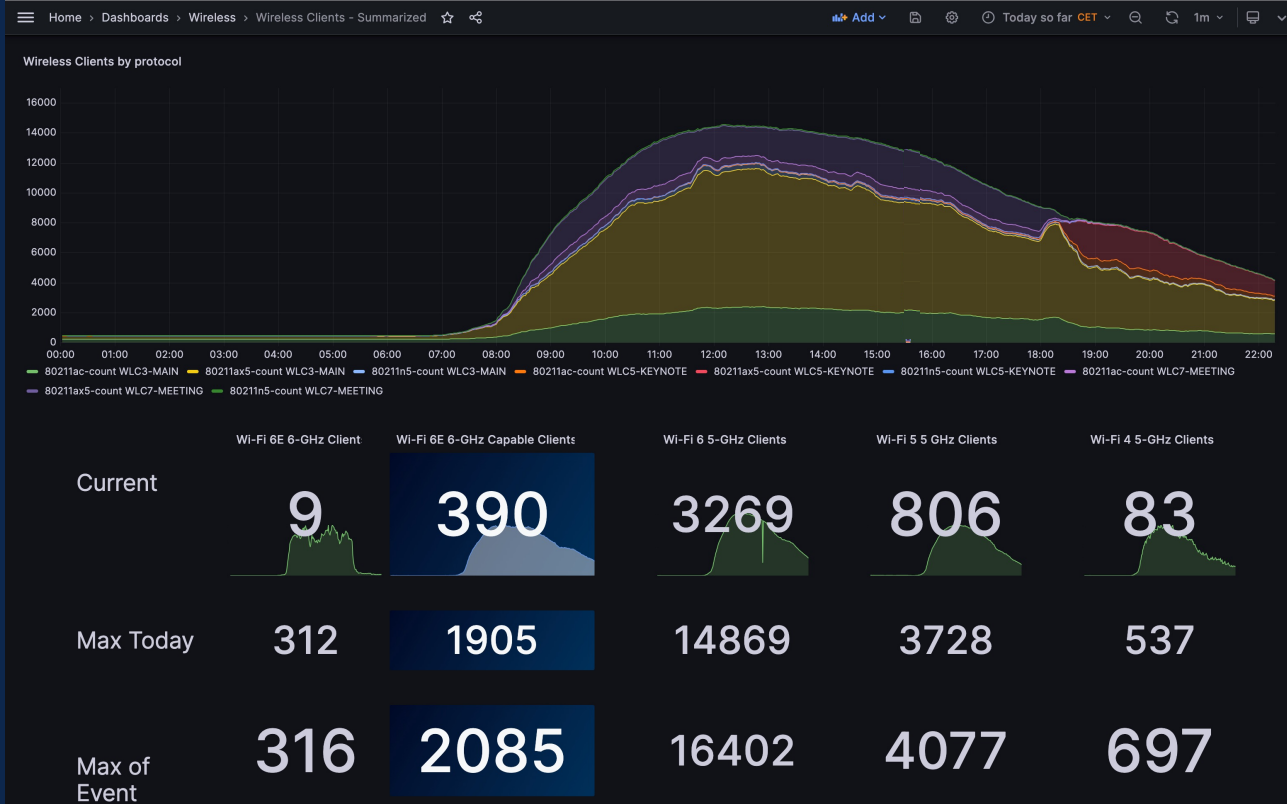 Home › Dashboards › Wireless › Wireless Clients - Summarized
Add
Today so far CET
1m
Wireless Clients by protocol
16000
14000
12000
10000
8000
6000
4000
2000
0
00:00 01:00 02:00 03:00 04:00 05:00 06:00 07:00 08:00 09:00 10:00 11:00 12:00 13:00 14:00 15:00 16:00 17:00 18:00 19:00 20:00 21:00 22:00
80211ac-count WLC3-MAIN 80211ax5-count WLC3-MAIN 80211n5-count WLC3-MAIN 80211ac-count WLC5-KEYNOTE 80211ax5-count WLC5-KEYNOTE 80211n5-count WLC5-KEYNOTE 80211ac-count WLC7-MEETING
80211ax5-count WLC7-MEETING 80211n5-count WLC7-MEETING
Wi-Fi 6E 6-GHz Client Wi-Fi 6E 6-GHz Capable Clients Wi-Fi 6 5-GHz Clients Wi-Fi 5 5 GHz Clients Wi-Fi 4 5-GHz Clients
Current 9 390 3269 806 83
Max Today 312 1905 14869 3728 537
Max of 316 2085 16402 4077 697
Event